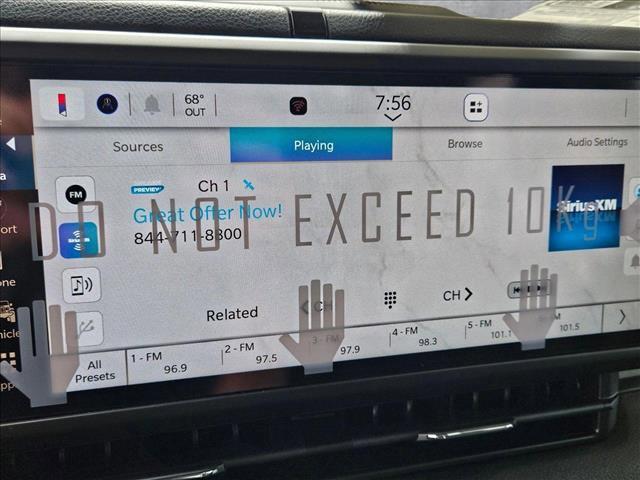 68°
OUT
7:56
Sources Playing Browse Audio Settings
FM
PREVIEW Ch 1
Great Offer Now!
844-711-8800
SiriusXM
DO NOT EXCEED 10Kg
Related
CH
CH
All
Presets
1 - FM
96.9
2 - FM
97.5
3 - FM
97.9
4 - FM
98.3
5 - FM
101.1
101.5